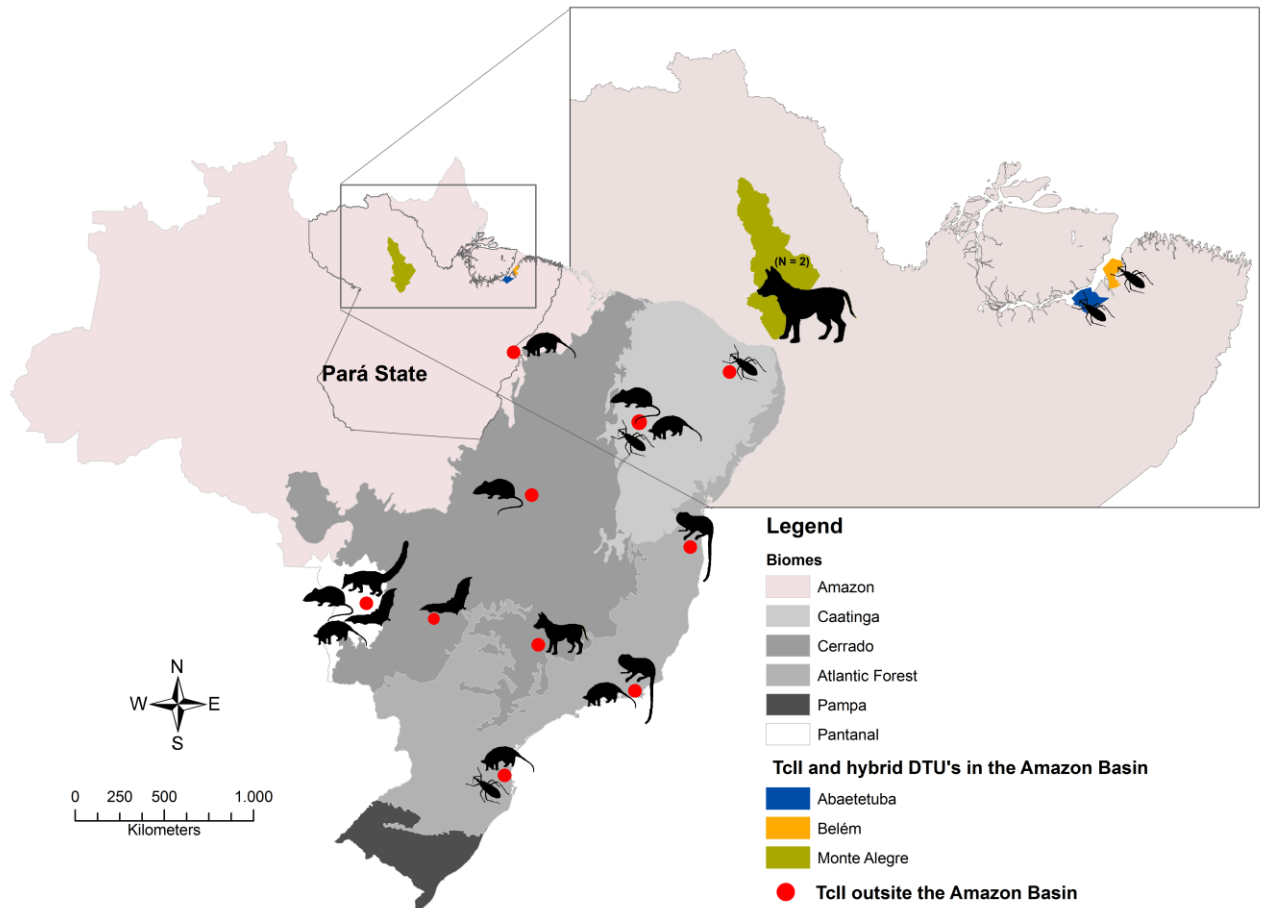 (N = 2)
Pará State
N
W E
S
0 250 500 1.000
Kilometers
Legend
Biomes
Amazon
Caatinga
Cerrado
Atlantic Forest
Pampa
Pantanal
TcII and hybrid DTU's in the Amazon Basin
Abaetetuba
Belém
Monte Alegre
TcII outsite the Amazon Basin